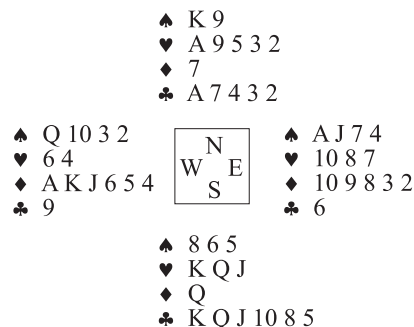 ♠ K 9
♥ A 9 5 3 2
♦ 7
♣ A 7 4 3 2
♠ Q 10 3 2
♥ 6 4
♦ A K J 6 5 4
♣ 9
N
W E
S
♠ A J 7 4
♥ 10 8 7
♦ 10 9 8 3 2
♣ 6
♠ 8 6 5
♥ K Q J
♦ Q
♣ K Q J 10 8 5